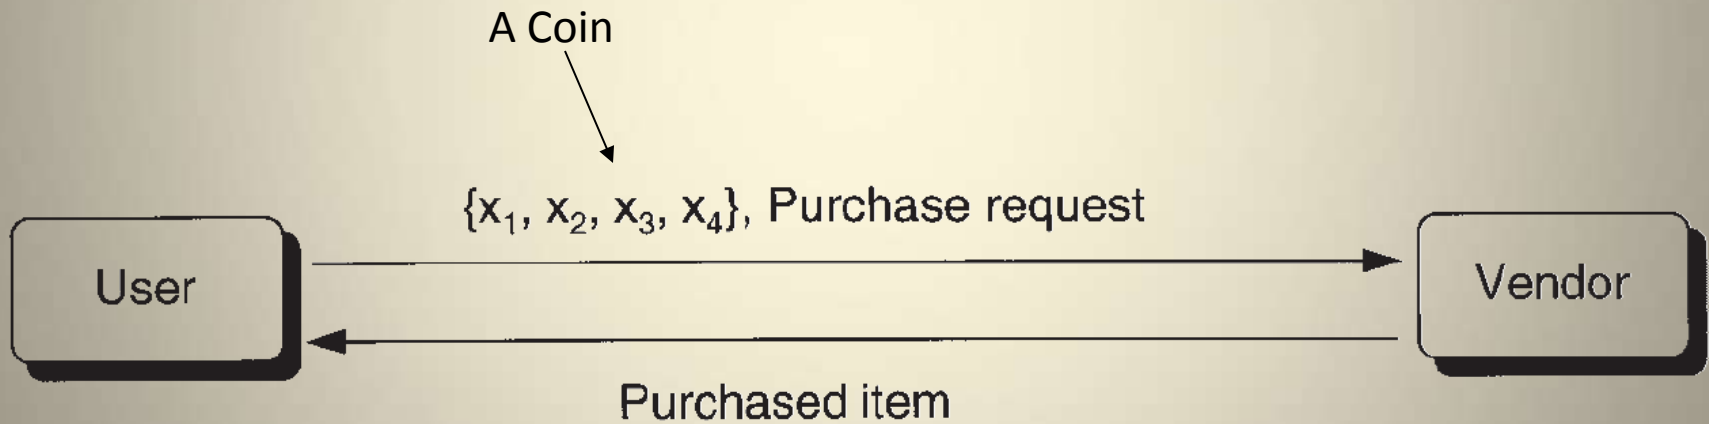 A Coin
{x₁, x₂, x₃, x₄}, Purchase request
User
Vendor
Purchased item